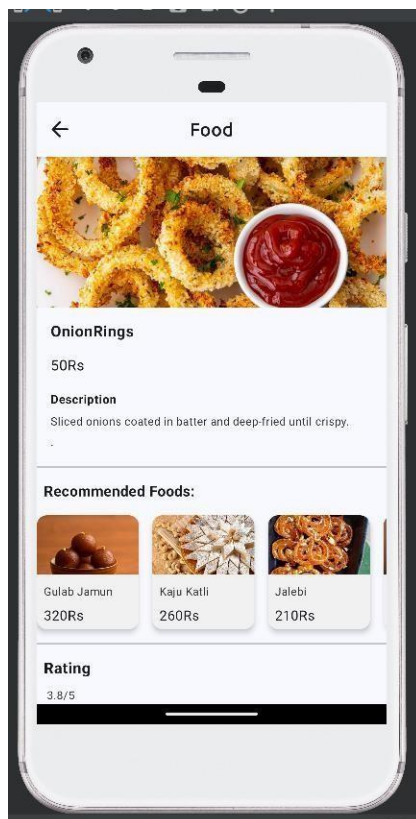 Food
OnionRings
50Rs
Description
Sliced onions coated in batter and deep-fried until crispy.
.
Recommended Foods:
Gulab Jamun
Kaju Katli
Jalebi
320Rs
260Rs
210Rs
Rating
3.8/5